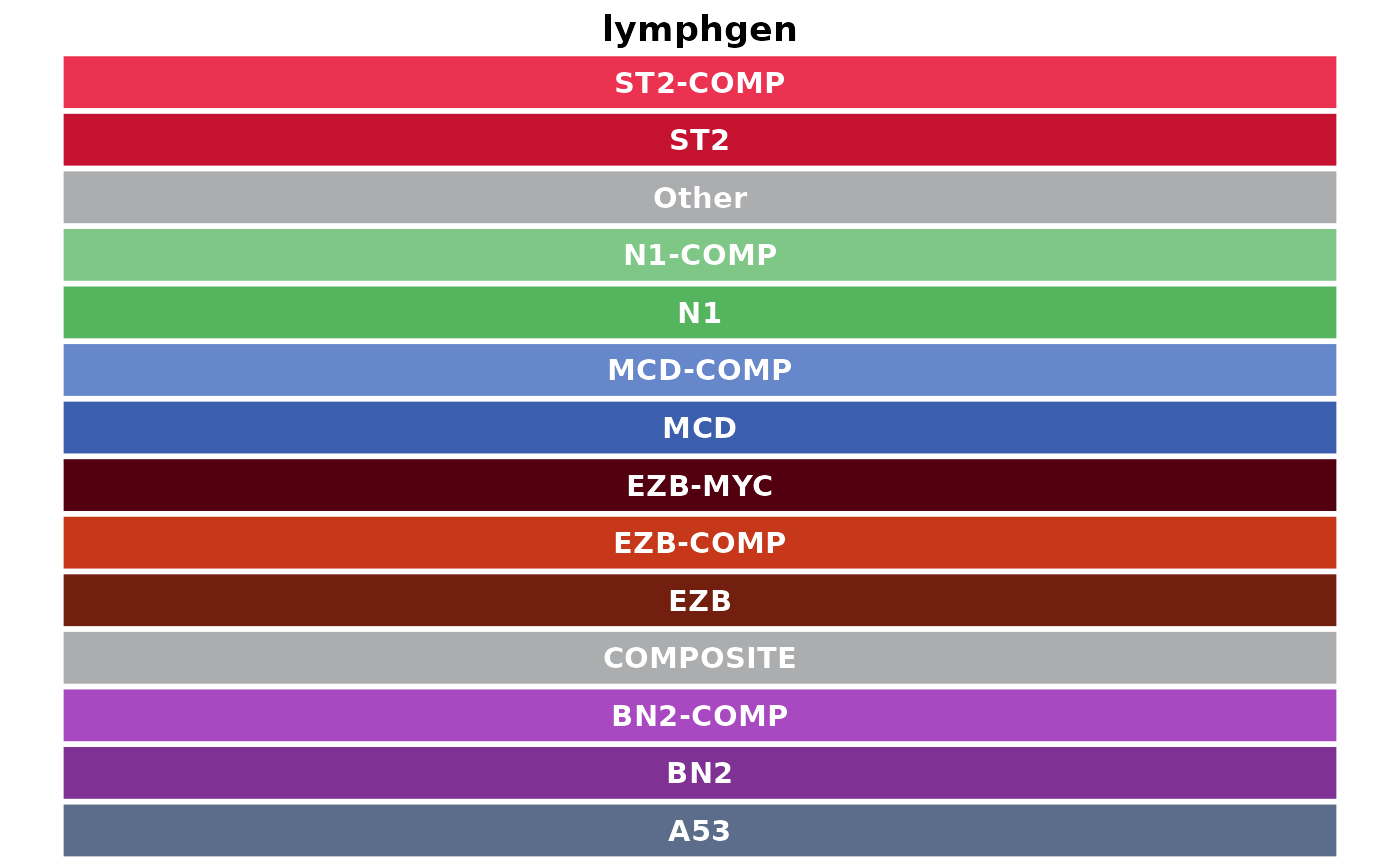 lymphgen
ST2-COMP
ST2
Other
N1-COMP
N1
MCD-COMP
MCD
EZB-MYC
EZB-COMP
EZB
COMPOSITE
BN2-COMP
BN2
A53